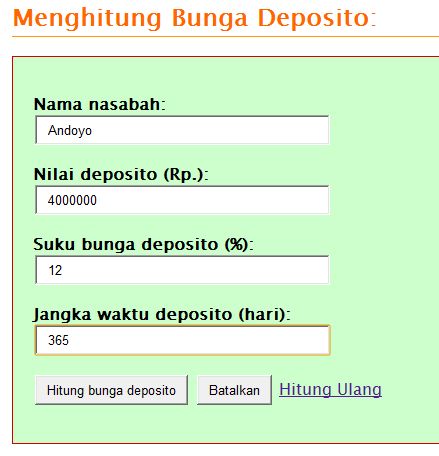 Menghitung Bunga Deposito:
Nama nasabah:
Andoyo
Nilai deposito (Rp.):
4000000
Suku bunga deposito (%):
12
Jangka waktu deposito (hari):
365
Hitung bunga deposito Batalkan Hitung Ulang